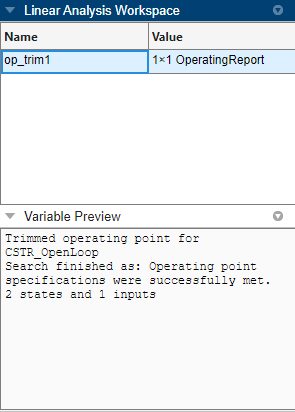 Linear Analysis Workspace
Name Value
op_trim1 1×1 OperatingReport
Variable Preview
Trimmed operating point for
CSTR_OpenLoop
Search finished as: Operating point
specifications were successfully met.
2 states and 1 inputs